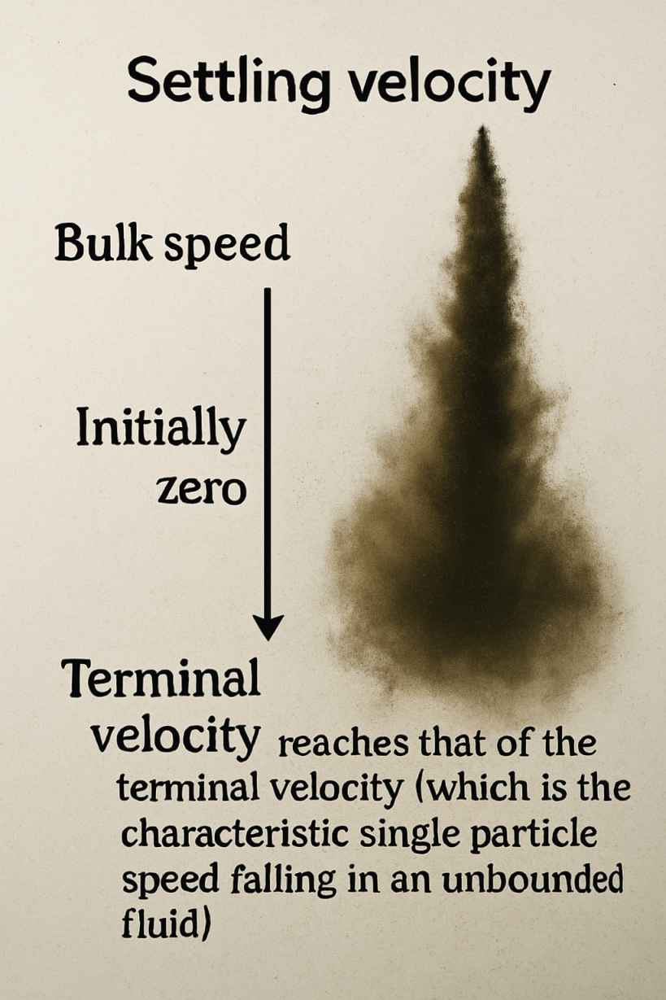 Settling velocity
Bulk speed
Initially
zero
Terminal
velocity reaches that of the
terminal velocity (which is the
characteristic single particle
speed falling in an unbounded
fluid)